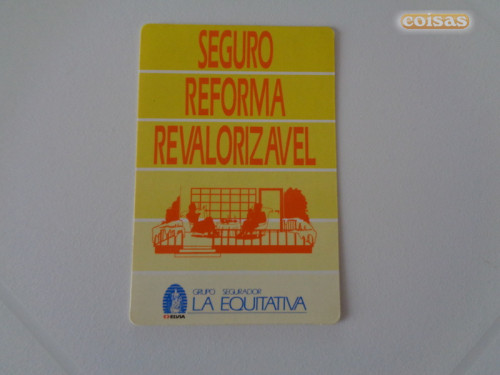 coisas
SEGURO
REFORMA
REVALORIZAVEL
GRUPO SEGURADOR
LA EQUITATIVA